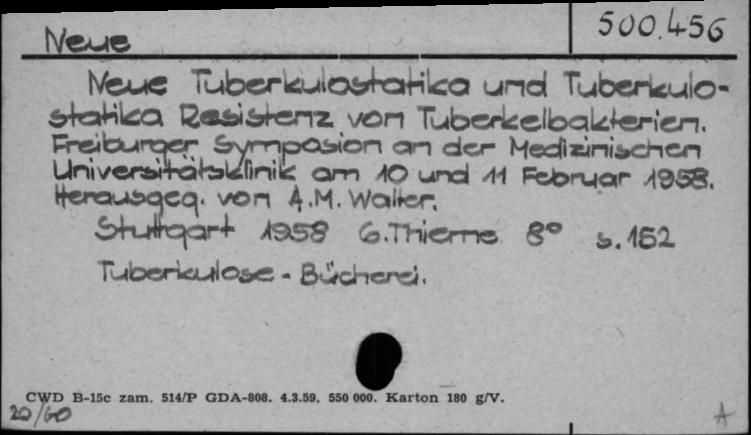 500.456
Neue
Neue Tuberkulostatika und Tuberkulo-
statika Resistenz von Tuberkelbakterien.
Freiburger Symposion an der Medizinischen
Universitätsklinik am 10 und 11 Februar 1958.
Herausgeg. von A.M. Walter.
Stuttgart 1958 G.Thieme 8° s.152
Tuberkulose - Bücherei.
CWD B-15c zam. 514/P GDA-808. 4.3.59. 550 000. Karton 180 g/V.
20/60 A